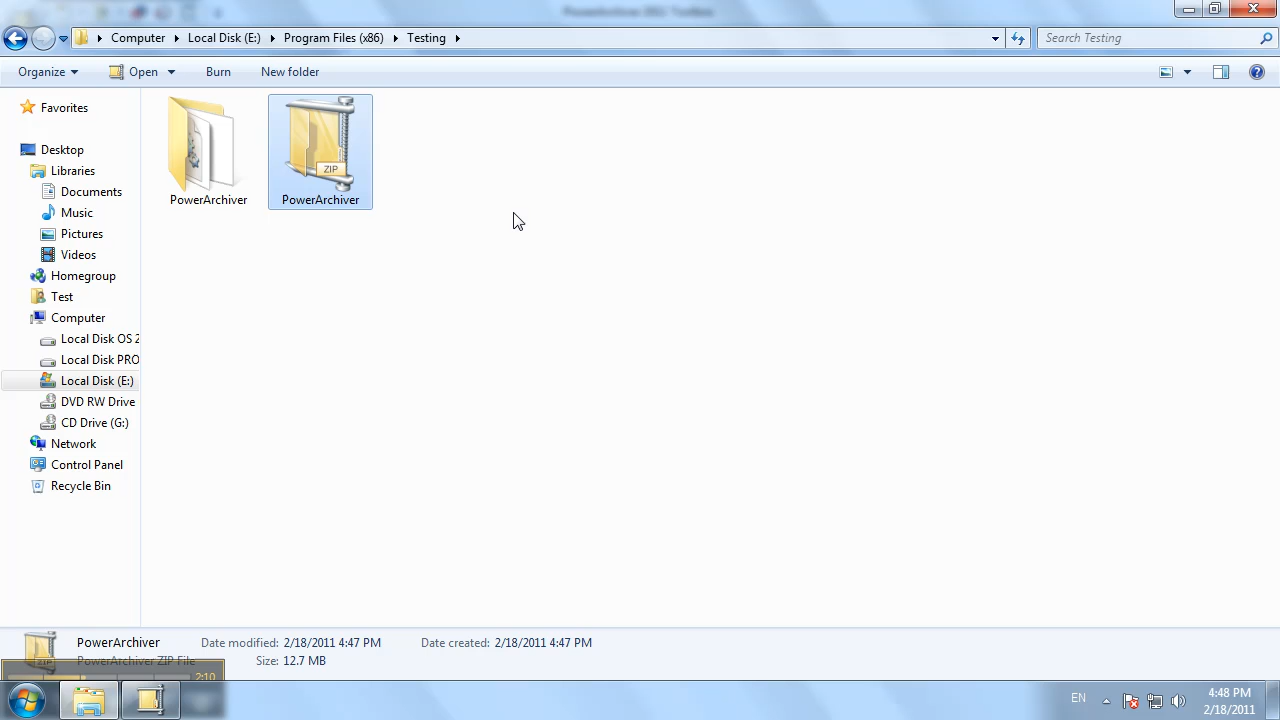 Computer Local Disk (E:) Program Files (x86) Testing Search Testing
Organize Open Burn New folder
Favorites
Desktop
Libraries
Documents
Music
Pictures
Videos
Homegroup
Test
Computer
Local Disk OS 2
Local Disk PRO
Local Disk (E:)
DVD RW Drive
CD Drive (G:)
Network
Control Panel
Recycle Bin
ZIP
PowerArchiver PowerArchiver
PowerArchiver Date modified: 2/18/2011 4:47 PM Date created: 2/18/2011 4:47 PM
PowerArchiver ZIP File Size: 12.7 MB
ZIP
2:10
EN
4:48 PM
2/18/2011